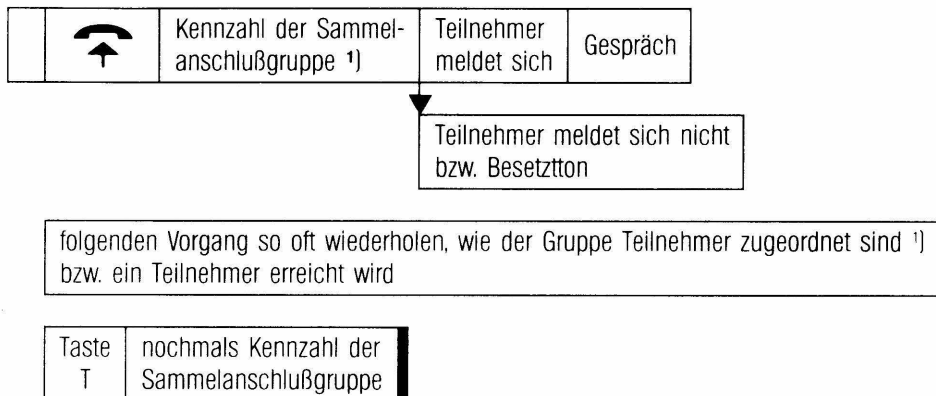 Kennzahl der Sammel-
anschlußgruppe ¹)
Teilnehmer
meldet sich
Gespräch
Teilnehmer meldet sich nicht
bzw. Besetztton
folgenden Vorgang so oft wiederholen, wie der Gruppe Teilnehmer zugeordnet sind ¹)
bzw. ein Teilnehmer erreicht wird
Taste
T
nochmals Kennzahl der
Sammelanschlußgruppe